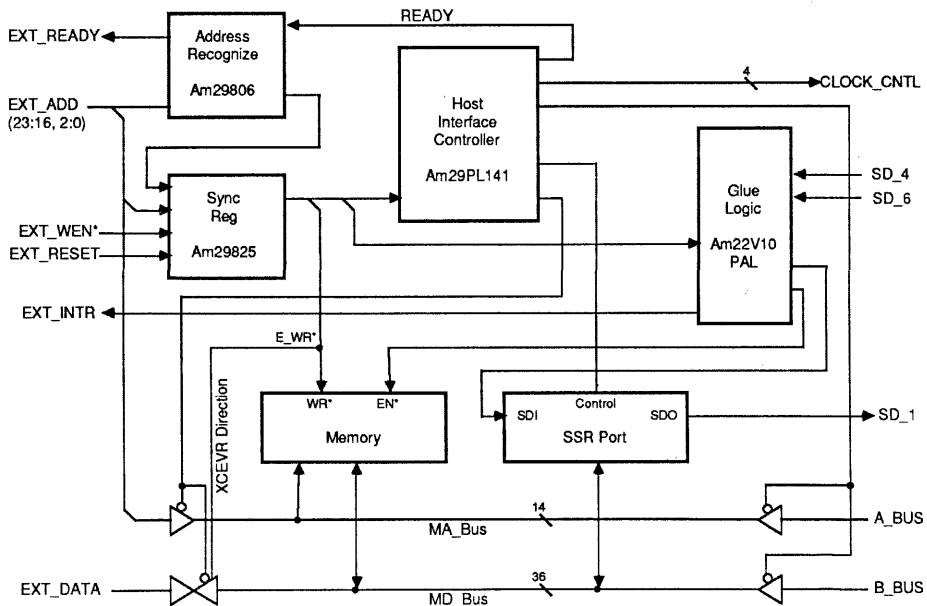 READY
EXT_READY
Address
Recognize
Am29806
EXT_ADD
(23:16, 2:0)
Host
Interface
Controller
Am29PL141
4
CLOCK_CNTL
Sync
Reg
Am29825
EXT_WEN*
EXT_RESET
Glue
Logic
Am22V10
PAL
SD_4
SD_6
EXT_INTR
E_WR*
XCEVR Direction
WR*
EN*
Memory
Control
SDI
SDO
SSR Port
SD_1
14
MA_Bus
A_BUS
EXT_DATA
36
MD_Bus
B_BUS